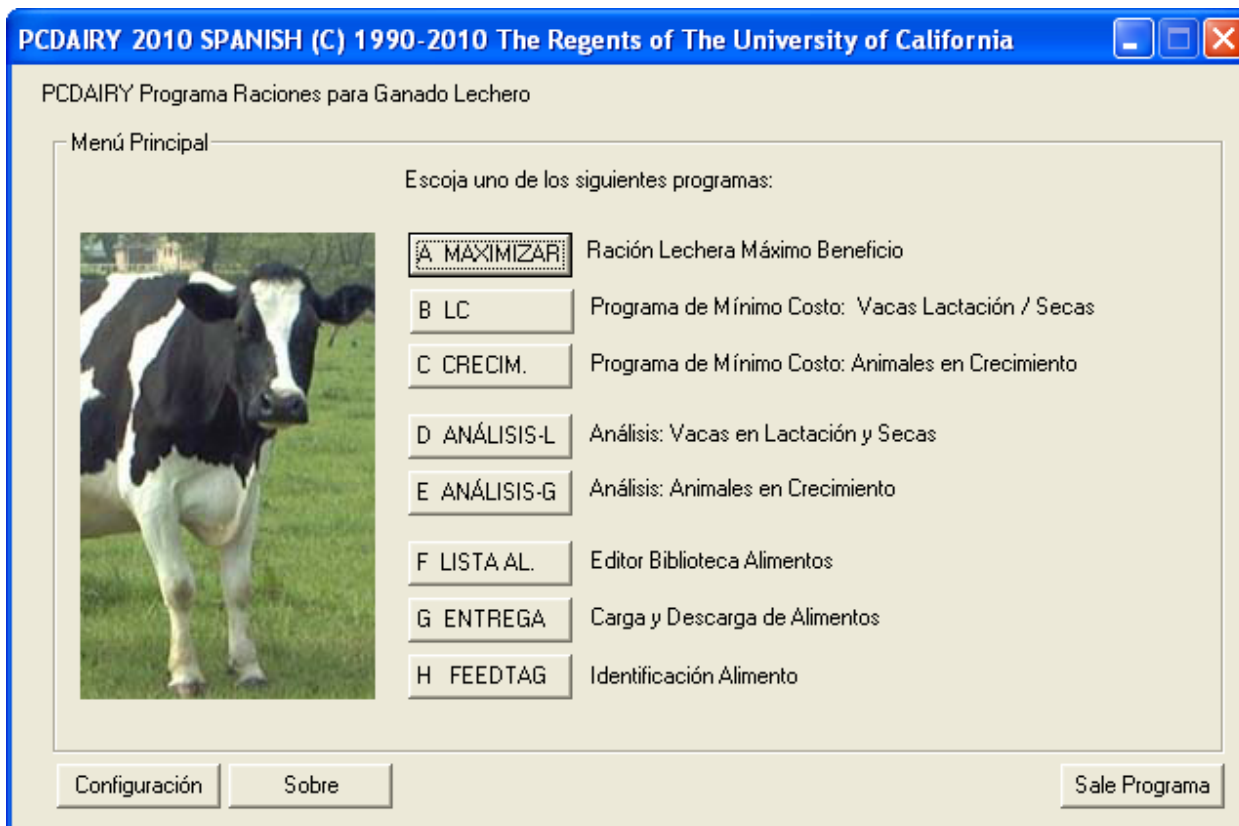 PCDAIRY 2010 SPANISH (C) 1990-2010 The Regents of The University of California
PCDAIRY Programa Raciones para Ganado Lechero
Menú Principal
Escoja uno de los siguientes programas:
A MAXIMIZAR Ración Lechera Máximo Beneficio
B LC Programa de Mínimo Costo: Vacas Lactación / Secas
C CRECIM. Programa de Mínimo Costo: Animales en Crecimiento
D ANÁLISIS-L Análisis: Vacas en Lactación y Secas
E ANÁLISIS-G Análisis: Animales en Crecimiento
F LISTA AL. Editor Biblioteca Alimentos
G ENTREGA Carga y Descarga de Alimentos
H FEEDTAG Identificación Alimento
Configuración Sobre Sale Programa